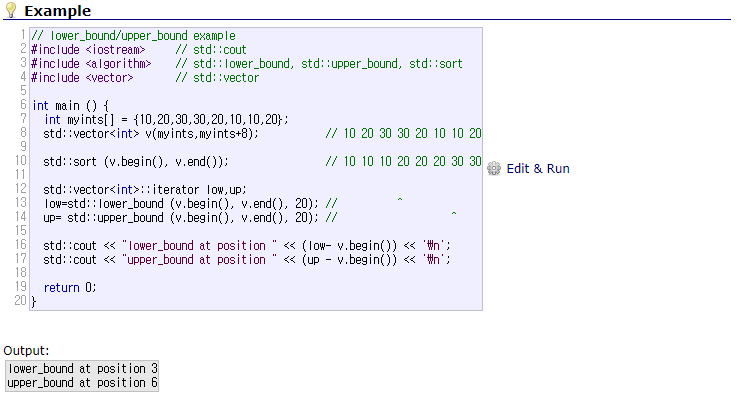 Example
1 // lower_bound/upper_bound example
2 #include <iostream>     // std::cout
3 #include <algorithm>    // std::lower_bound, std::upper_bound, std::sort
4 #include <vector>       // std::vector
5
6 int main () {
7   int myints[] = {10,20,30,30,20,10,10,20};
8   std::vector<int> v(myints,myints+8);           // 10 20 30 30 20 10 10 20
9
10   std::sort (v.begin(), v.end());                // 10 10 10 20 20 20 30 30
11
12   std::vector<int>::iterator low,up;
13   low=std::lower_bound (v.begin(), v.end(), 20); //          ^
14   up= std::upper_bound (v.begin(), v.end(), 20); //                   ^
15
16   std::cout << "lower_bound at position " << (low- v.begin()) << '₩n';
17   std::cout << "upper_bound at position " << (up - v.begin()) << '₩n';
18
19   return 0;
20 }
Edit & Run
Output:
lower_bound at position 3
upper_bound at position 6